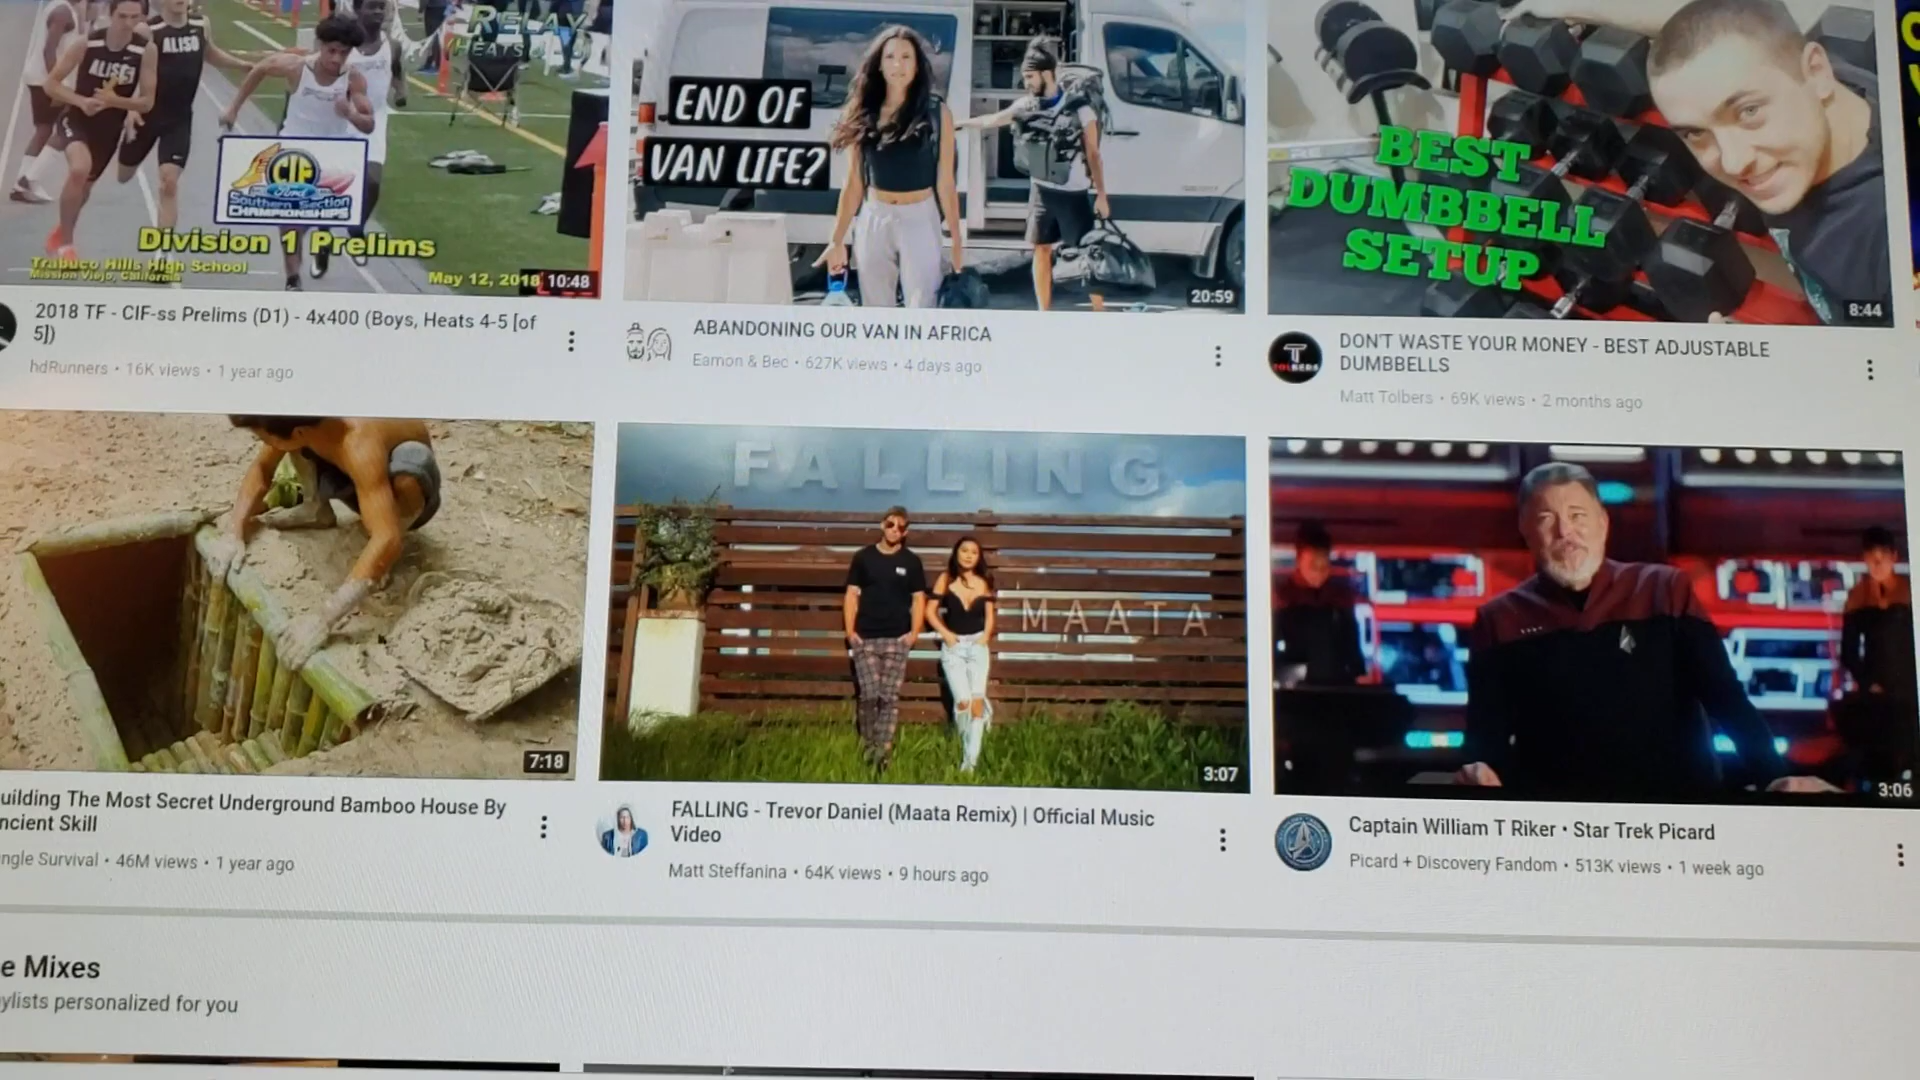 RELAY
HEATS
ALISO
ALISO
CIF
Ford
Southern Section
CHAMPIONSHIPS
Division 1 Prelims
Trabuco Hills High School
Mission Viejo, California
May 12, 2018
10:48
END OF
VAN LIFE?
20:59
BEST
DUMBBELL
SETUP
8:44
2018 TF - CIF-ss Prelims (D1) - 4x400 (Boys, Heats 4-5 [of
5])
hdRunners • 16K views • 1 year ago
ABANDONING OUR VAN IN AFRICA
Eamon & Bec • 627K views • 4 days ago
T
TOLBERS
DON'T WASTE YOUR MONEY - BEST ADJUSTABLE
DUMBBELLS
Matt Tolbers • 69K views • 2 months ago
7:18
FALLING
MAATA
3:07
3:06
uilding The Most Secret Underground Bamboo House By
ncient Skill
ngle Survival • 46M views • 1 year ago
FALLING - Trevor Daniel (Maata Remix) | Official Music
Video
Matt Steffanina • 64K views • 9 hours ago
Captain William T Riker • Star Trek Picard
Picard + Discovery Fandom • 513K views • 1 week ago
e Mixes
ylists personalized for you